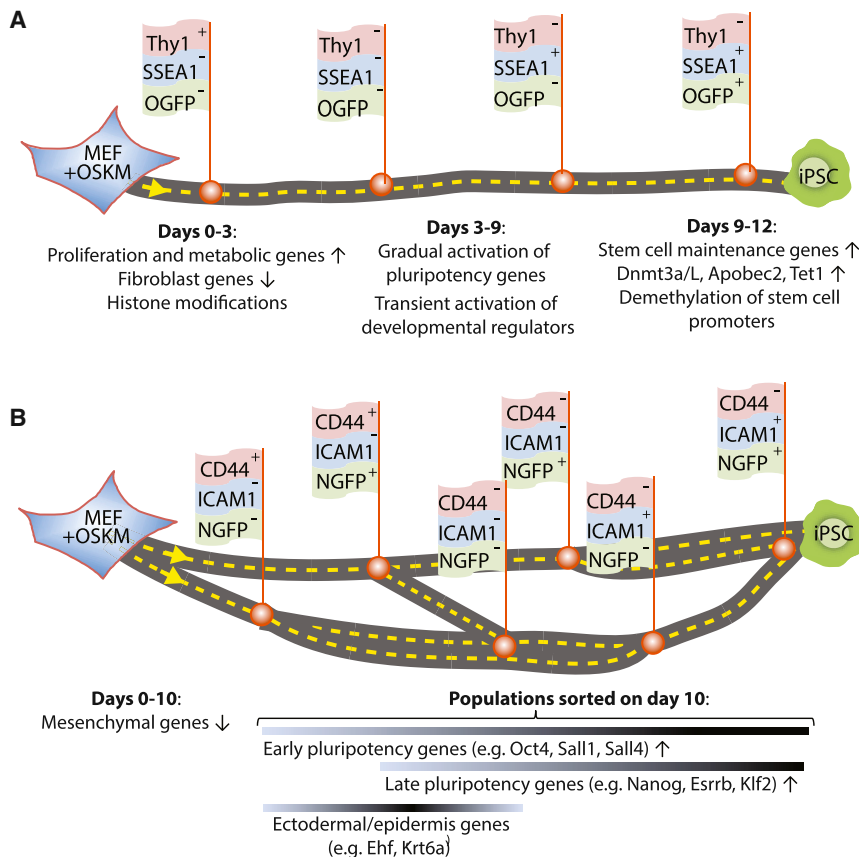 A
Thy1 +
SSEA1 -
OGFP -
Thy1 -
SSEA1 -
OGFP -
Thy1 -
SSEA1 +
OGFP -
Thy1 -
SSEA1 +
OGFP +
MEF
+OSKM
iPSC
Days 0-3:
Proliferation and metabolic genes ↑
Fibroblast genes ↓
Histone modifications
Days 3-9:
Gradual activation of
pluripotency genes
Transient activation of
developmental regulators
Days 9-12:
Stem cell maintenance genes ↑
Dnmt3a/L, Apobec2, Tet1 ↑
Demethylation of stem cell
promoters
B
CD44 +
ICAM1 -
NGFP -
CD44 +
ICAM1 -
NGFP +
CD44 -
ICAM1 -
NGFP -
CD44 -
ICAM1 -
NGFP +
CD44 -
ICAM1 +
NGFP -
CD44 -
ICAM1 +
NGFP +
MEF
+OSKM
iPSC
Days 0-10:
Mesenchymal genes ↓
Populations sorted on day 10:
Early pluripotency genes (e.g. Oct4, Sall1, Sall4) ↑
Late pluripotency genes (e.g. Nanog, Esrrb, Klf2) ↑
Ectodermal/epidermis genes
(e.g. Ehf, Krt6a)